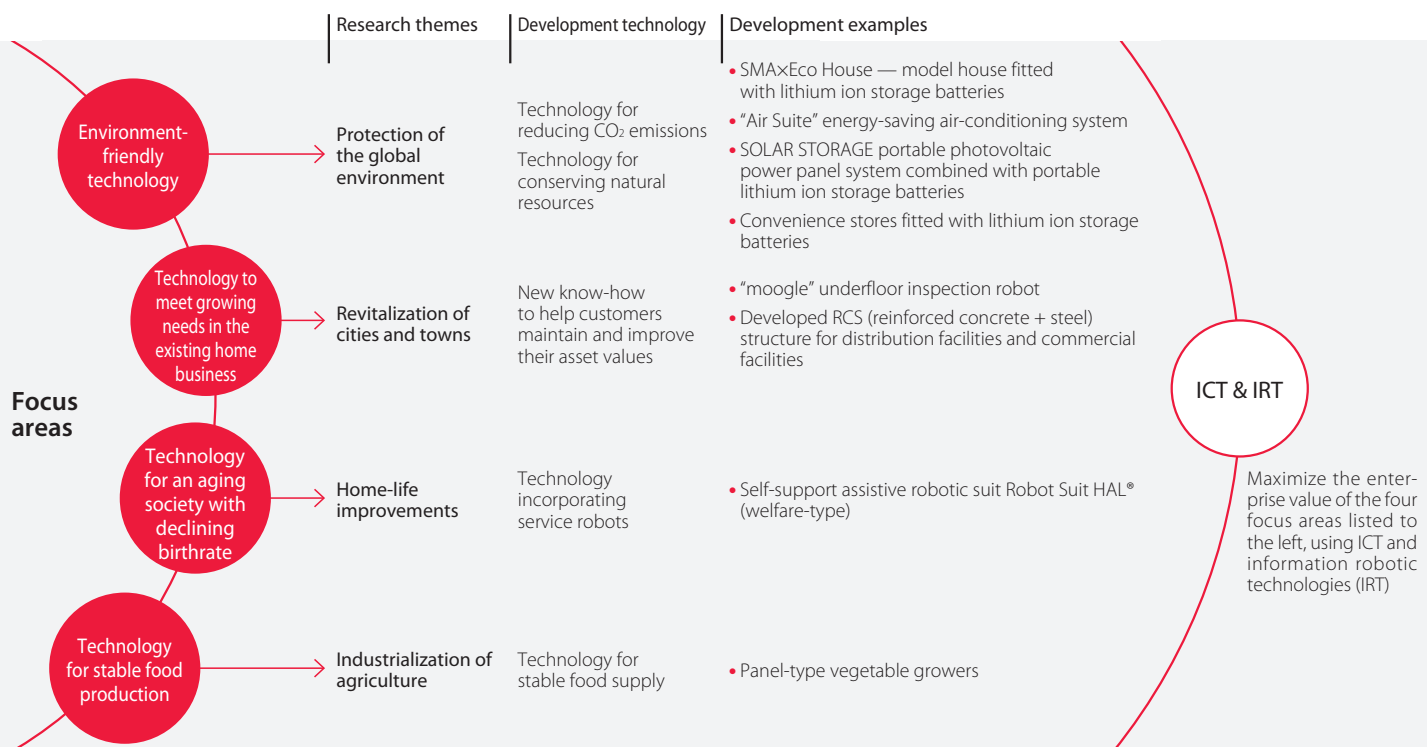 Research themes
Development technology
Development examples
Focus
areas
Environment-
friendly
technology
Protection of
the global
environment
Technology for
reducing CO2 emissions
Technology for
conserving natural
resources
• SMA×Eco House — model house fitted
with lithium ion storage batteries
• “Air Suite” energy-saving air-conditioning system
• SOLAR STORAGE portable photovoltaic
power panel system combined with portable
lithium ion storage batteries
• Convenience stores fitted with lithium ion storage
batteries
Technology to
meet growing
needs in the
existing home
business
Revitalization of
cities and towns
New know-how
to help customers
maintain and improve
their asset values
• “moogle” underfloor inspection robot
• Developed RCS (reinforced concrete + steel)
structure for distribution facilities and commercial
facilities
Technology
for an aging
society with
declining
birthrate
Home-life
improvements
Technology
incorporating
service robots
• Self-support assistive robotic suit Robot Suit HAL®
(welfare-type)
Technology
for stable food
production
Industrialization of
agriculture
Technology for
stable food supply
• Panel-type vegetable growers
ICT & IRT
Maximize the enter-
prise value of the four
focus areas listed to
the left, using ICT and
information robotic
technologies (IRT)